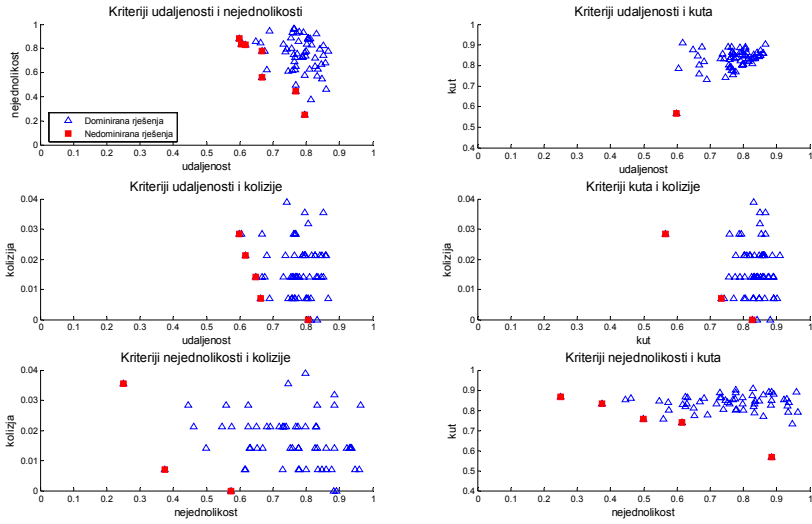 Kriteriji udaljenosti i nejednolikosti
nejednolikost
1
0.8
0.6
0.4
0.2
0
Dominirana rješenja
Nedominirana rješenja
0 0.1 0.2 0.3 0.4 0.5 0.6 0.7 0.8 0.9 1
udaljenost
Kriteriji udaljenosti i kuta
kut
1
0.9
0.8
0.7
0.6
0.5
0.4
0 0.1 0.2 0.3 0.4 0.5 0.6 0.7 0.8 0.9 1
udaljenost
Kriteriji udaljenosti i kolizije
kolizija
0.04
0.03
0.02
0.01
0
0 0.1 0.2 0.3 0.4 0.5 0.6 0.7 0.8 0.9 1
udaljenost
Kriteriji kuta i kolizije
kolizija
0.04
0.03
0.02
0.01
0
0 0.1 0.2 0.3 0.4 0.5 0.6 0.7 0.8 0.9 1
kut
Kriteriji nejednolikosti i kolizije
kolizija
0.04
0.03
0.02
0.01
0
0 0.1 0.2 0.3 0.4 0.5 0.6 0.7 0.8 0.9 1
nejednolikost
Kriteriji nejednolikosti i kuta
kut
1
0.9
0.8
0.7
0.6
0.5
0.4
0 0.1 0.2 0.3 0.4 0.5 0.6 0.7 0.8 0.9 1
nejednolikost